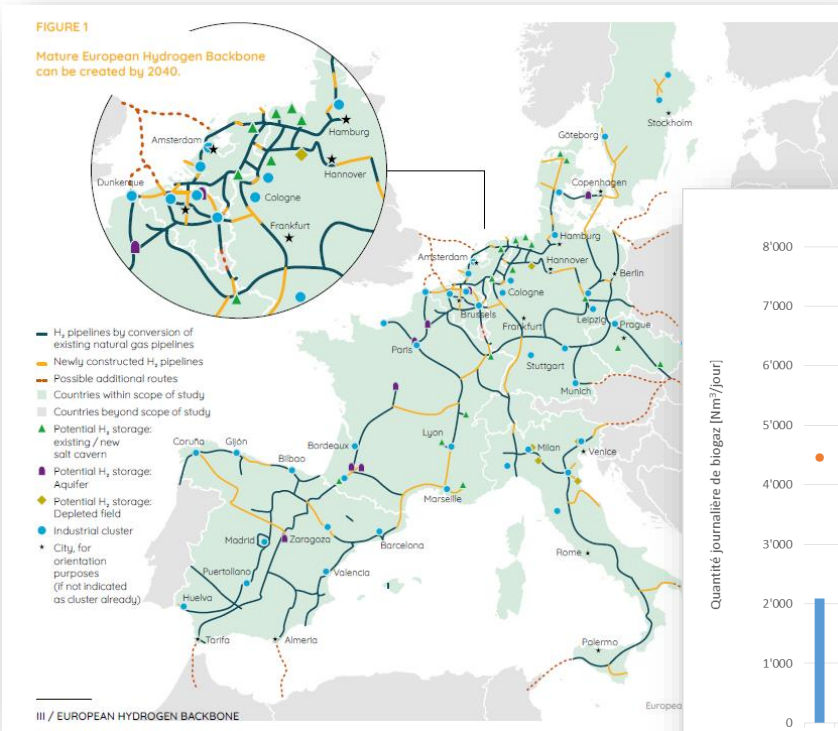 FIGURE 1
Mature European Hydrogen Backbone
can be created by 2040.
Amsterdam
Hamburg
Hannover
Dunkerque
Cologne
Frankfurt
H₂ pipelines by conversion of
existing natural gas pipelines
Newly constructed H₂ pipelines
Possible additional routes
Countries within scope of study
Countries beyond scope of study
Potential H₂ storage:
existing / new
salt cavern
Potential H₂ storage:
Aquifer
Potential H₂ storage:
Depleted field
Industrial cluster
City, for
orientation
purposes
(if not indicated
as cluster already)
Stockholm
Göteborg
Copenhagen
Hamburg
Amsterdam
Hannover
Berlin
Cologne
Brussels
Leipzig
Frankfurt
Prague
Paris
Stuttgart
Munich
Lyon
Milan
Venice
Coruña
Gijón
Bilbao
Bordeaux
Marseille
Madrid
Zaragoza
Barcelona
Rome
Puertollano
Valencia
Huelva
Tarifa
Almería
Palermo
III / EUROPEAN HYDROGEN BACKBONE
Europea
Quantité journalière de biogaz [Nm³/jour]
8'000
7'000
6'000
5'000
4'000
3'000
2'000
1'000
0